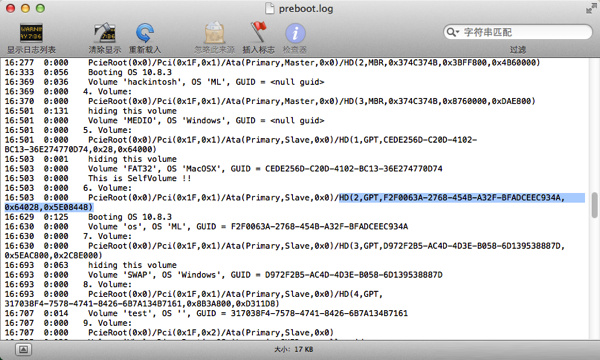 preboot.log
显示日志列表
清除显示
重新载入
忽略此来源
插入标志
检查器
字符串匹配
过滤
16:277 0:000 PcieRoot(0x0)/Pci(0x1F,0x1)/Ata(Primary,Master,0x0)/HD(2,MBR,0x374C374B,0x3BFF800,0x4B60000)
16:333 0:056 Booting OS 10.8.3
16:369 0:036 Volume 'hackintosh', OS 'ML', GUID = <null guid>
16:369 0:000 4. Volume:
16:370 0:000 PcieRoot(0x0)/Pci(0x1F,0x1)/Ata(Primary,Master,0x0)/HD(3,MBR,0x374C374B,0x8760000,0xDAE800)
16:501 0:131 hiding this volume
16:501 0:000 Volume 'MEDIO', OS 'Windows', GUID = <null guid>
16:501 0:000 5. Volume:
16:501 0:000 PcieRoot(0x0)/Pci(0x1F,0x1)/Ata(Primary,Slave,0x0)/HD(1,GPT,CEDE256D-C20D-4102-
BC13-36E274770D74,0x28,0x64000)
16:503 0:001 hiding this volume
16:503 0:000 Volume 'FAT32', OS 'MacOSX', GUID = CEDE256D-C20D-4102-BC13-36E274770D74
16:503 0:000 This is SelfVolume !!
16:503 0:000 6. Volume:
16:503 0:000 PcieRoot(0x0)/Pci(0x1F,0x1)/Ata(Primary,Slave,0x0)/HD(2,GPT,F2F0063A-2768-454B-A32F-BFADCEEC934A,
0x64028,0x5E08448)
16:629 0:125 Booting OS 10.8.3
16:630 0:000 Volume 'os', OS 'ML', GUID = F2F0063A-2768-454B-A32F-BFADCEEC934A
16:630 0:000 7. Volume:
16:630 0:000 PcieRoot(0x0)/Pci(0x1F,0x1)/Ata(Primary,Slave,0x0)/HD(3,GPT,D972F2B5-AC4D-4D3E-B058-6D139538887D,
0x5EAC800,0x2C8E000)
16:693 0:063 hiding this volume
16:693 0:000 Volume 'SWAP', OS 'Windows', GUID = D972F2B5-AC4D-4D3E-B058-6D139538887D
16:693 0:000 8. Volume:
16:693 0:000 PcieRoot(0x0)/Pci(0x1F,0x1)/Ata(Primary,Slave,0x0)/HD(4,GPT,
317038F4-7578-4741-8426-6B7A134B7161,0x8B3A800,0xD311D8)
16:707 0:014 Volume 'test', OS '', GUID = 317038F4-7578-4741-8426-6B7A134B7161
16:707 0:000 9. Volume:
16:707 0:000 PcieRoot(0x0)/Pci(0x1F,0x2)/Ata(Primary,Slave,0x0)
大小: 17 KB